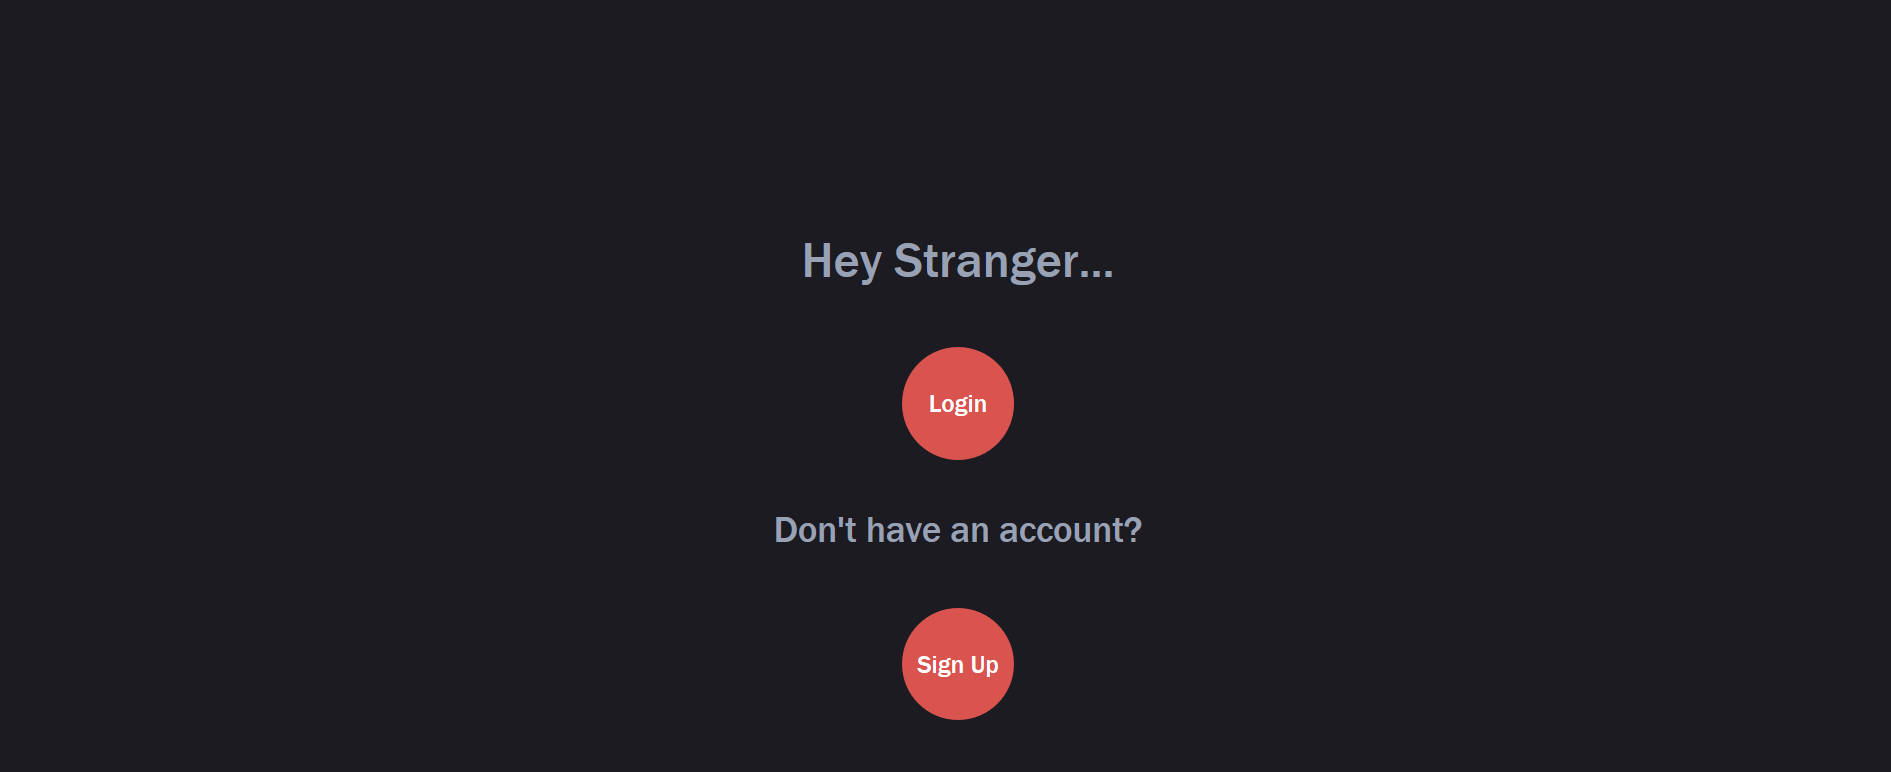 Hey Stranger...
Login
Don't have an account?
Sign Up